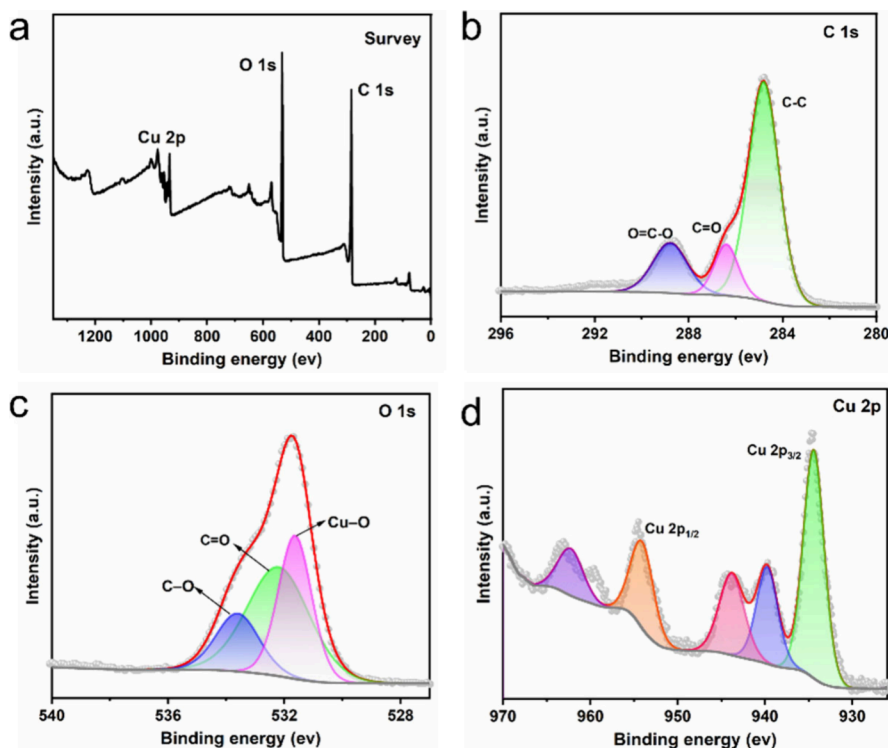 a
Survey
O 1s
C 1s
Cu 2p
Intensity (a.u.)
1200 1000 800 600 400 200 0
Binding energy (ev)
b
C 1s
C-C
C=O
O=C-O
Intensity (a.u.)
296 292 288 284 280
Binding energy (ev)
c
O 1s
Cu–O
C=O
C–O
Intensity (a.u.)
540 536 532 528
Binding energy (ev)
d
Cu 2p
Cu 2p3/2
Cu 2p1/2
Intensity (a.u.)
970 960 950 940 930
Binding energy (ev)